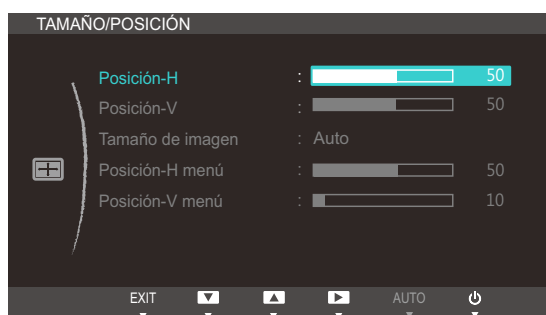 TAMAÑO/POSICIÓN
Posición-H : 50
Posición-V : 50
Tamaño de imagen : Auto
Posición-H menú : 50
Posición-V menú : 10
EXIT AUTO